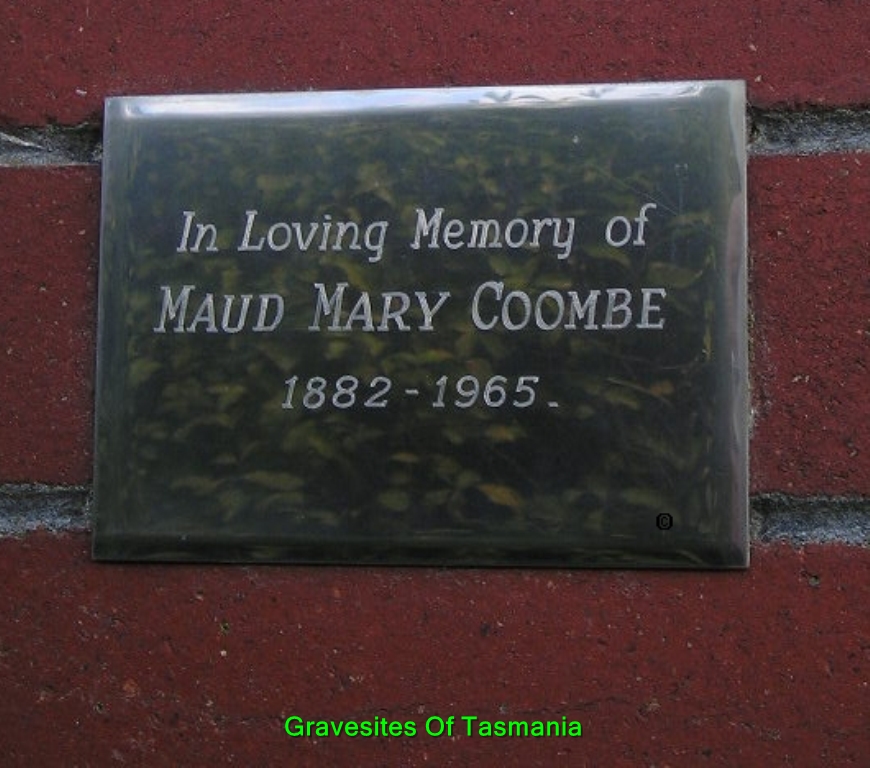 In Loving Memory of
MAUD MARY COOMBE
1882-1965.
©
Gravesites Of Tasmania